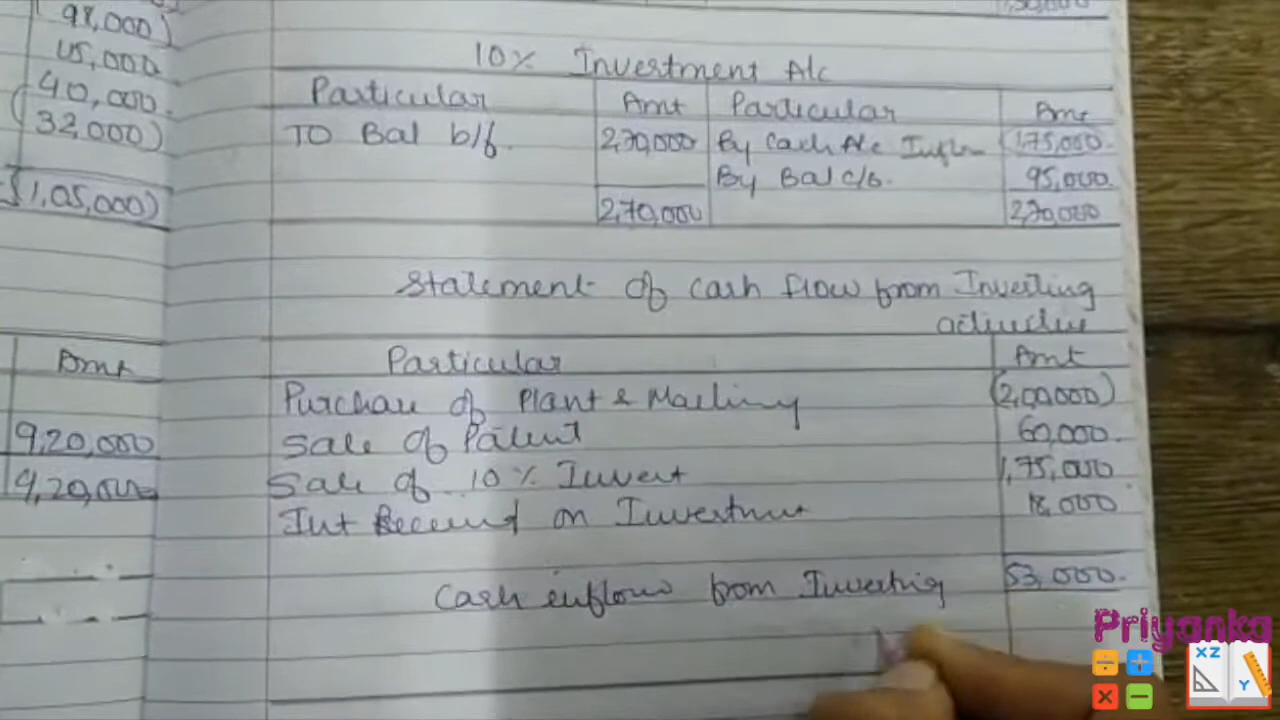 98,000)
45,000
40,000.
(32,000)
(1,05,000)
10% Investment A/c
Particular Amt Particular Amt
To Bal b/f. 2,70,000 By Cash A/c Inflow 1,75,000.
By Bal c/d. 95,000.
2,70,000 2,70,000
Statement of cash flow from Investing
activities
Amt Particular Amt
Purchase of Plant & Machinery (2,00,000)
9,20,000 Sale of Patent 60,000.
9,20,000 Sale of 10% Invest 1,75,000
Int Received on Investment 18,000
Cash inflow from Investing 53,000.
Priyanka
XZ
Y